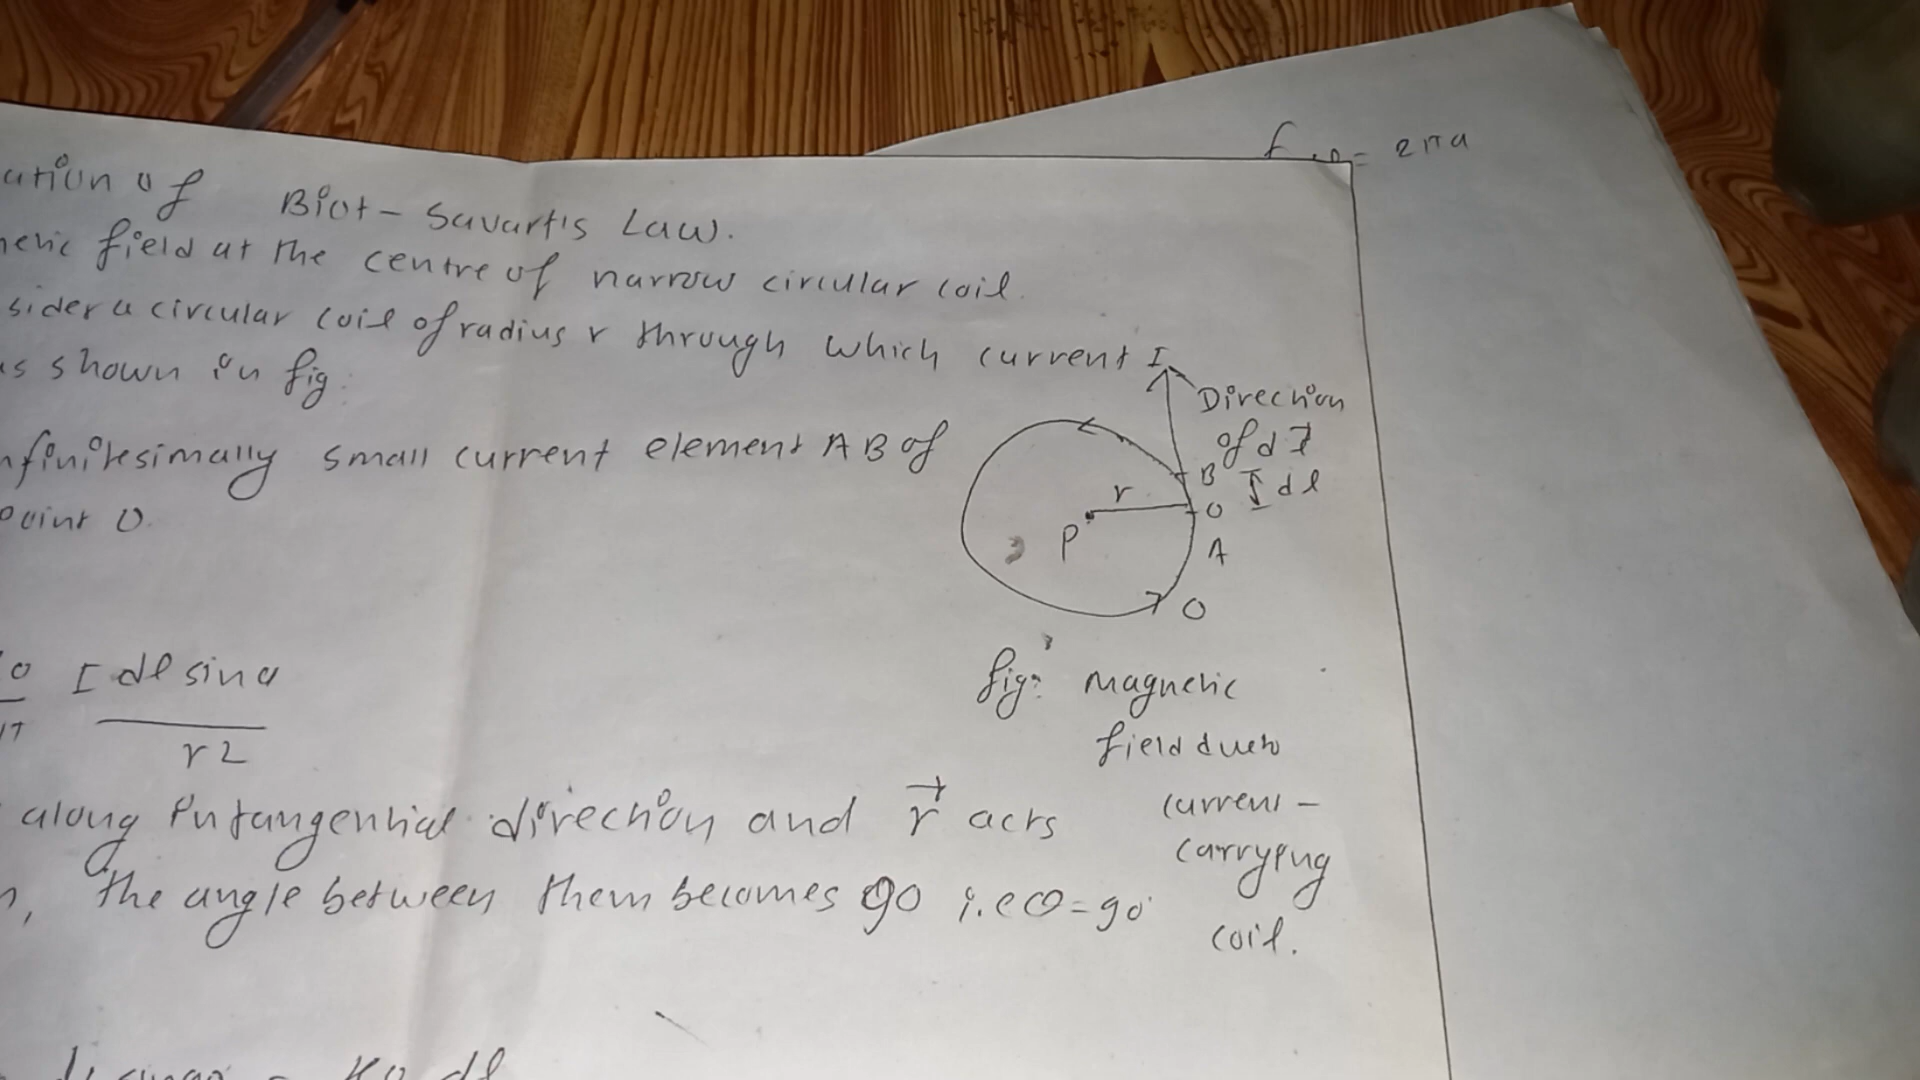 ation of Biot-Savart's Law.
netic field at the centre of narrow circular coil.
sider a circular coil of radius r through which current I
as shown in fig:
Direction
of dl
nfinitesimally small current element AB of
B I dl
r
O
point O.
P
A
O
fig: Magnetic
field due to
current-
carrying
coil.
o I dl sin α
r2
along in tangential direction and r acts
n, the angle between them becomes 90 i.e Θ=90
= 2πa